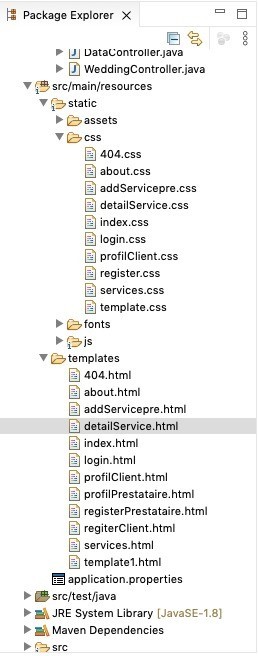 Package Explorer
DataController.java
WeddingController.java
src/main/resources
static
assets
css
404.css
about.css
addServicepre.css
detailService.css
index.css
login.css
profilClient.css
register.css
services.css
template.css
fonts
js
templates
404.html
about.html
addServicepre.html
detailService.html
index.html
login.html
profilClient.html
profilPrestataire.html
registerPrestataire.html
regiterClient.html
services.html
template1.html
application.properties
src/test/java
JRE System Library [JavaSE-1.8]
Maven Dependencies
src